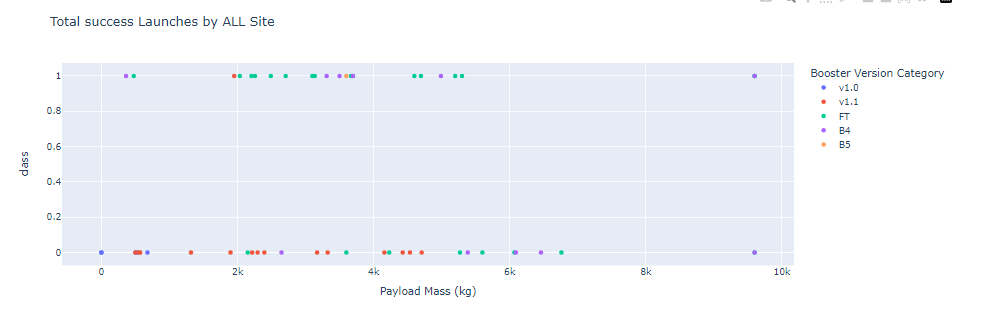 Total success Launches by ALL Site
Booster Version Category
v1.0
v1.1
FT
B4
B5
class
1
0.8
0.6
0.4
0.2
0
0
2k
4k
6k
8k
10k
Payload Mass (kg)